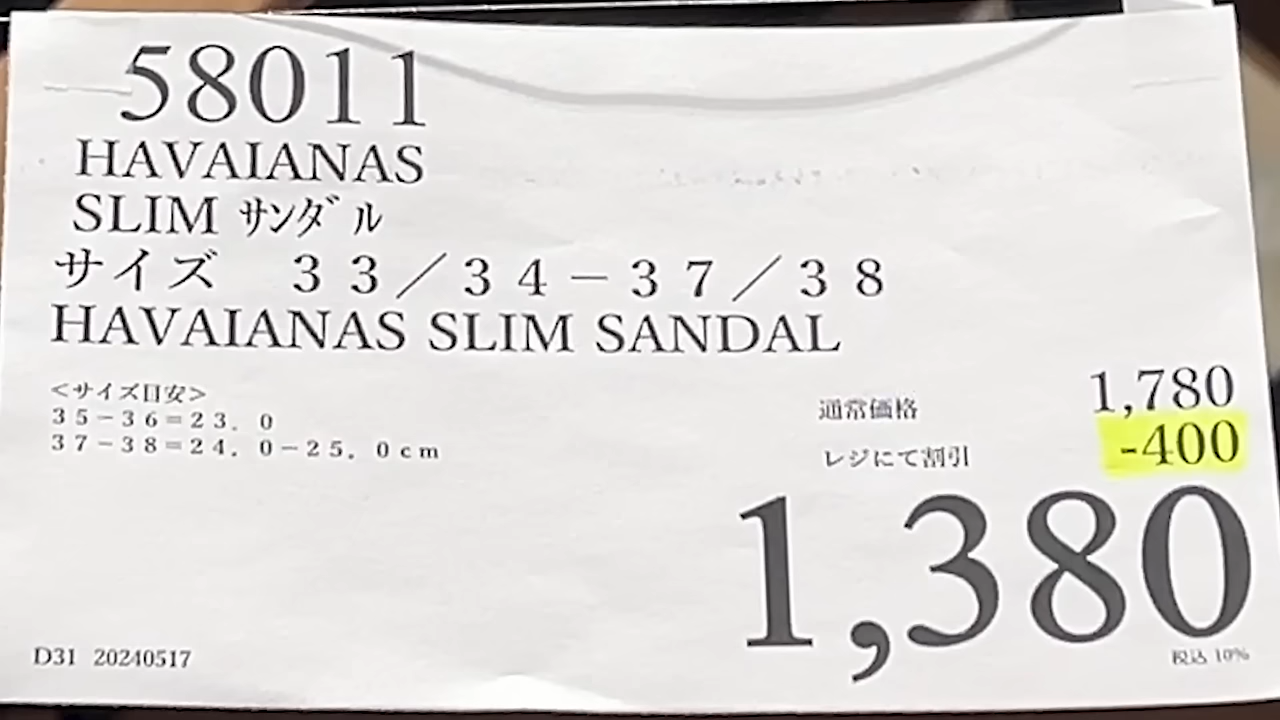 58011
HAVAIANAS
SLIM ｻﾝﾀﾞﾙ
サイズ　３３／３４－３７／３８
HAVAIANAS SLIM SANDAL
＜サイズ目安＞
３５－３６＝２３．０
３７－３８＝２４．０－２５．０ｃｍ
通常価格 1,780
レジにて割引 -400
1,380
税込 10%
D31 20240517